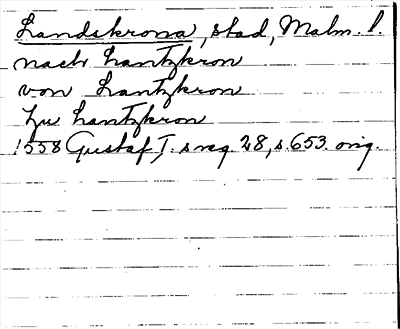 Landskrona, stad, Malm. l.
nach Lantzkron
von Lantzkron
Zu Lantzkron
1558 Gustaf I:s reg 28, s. 653. orig.